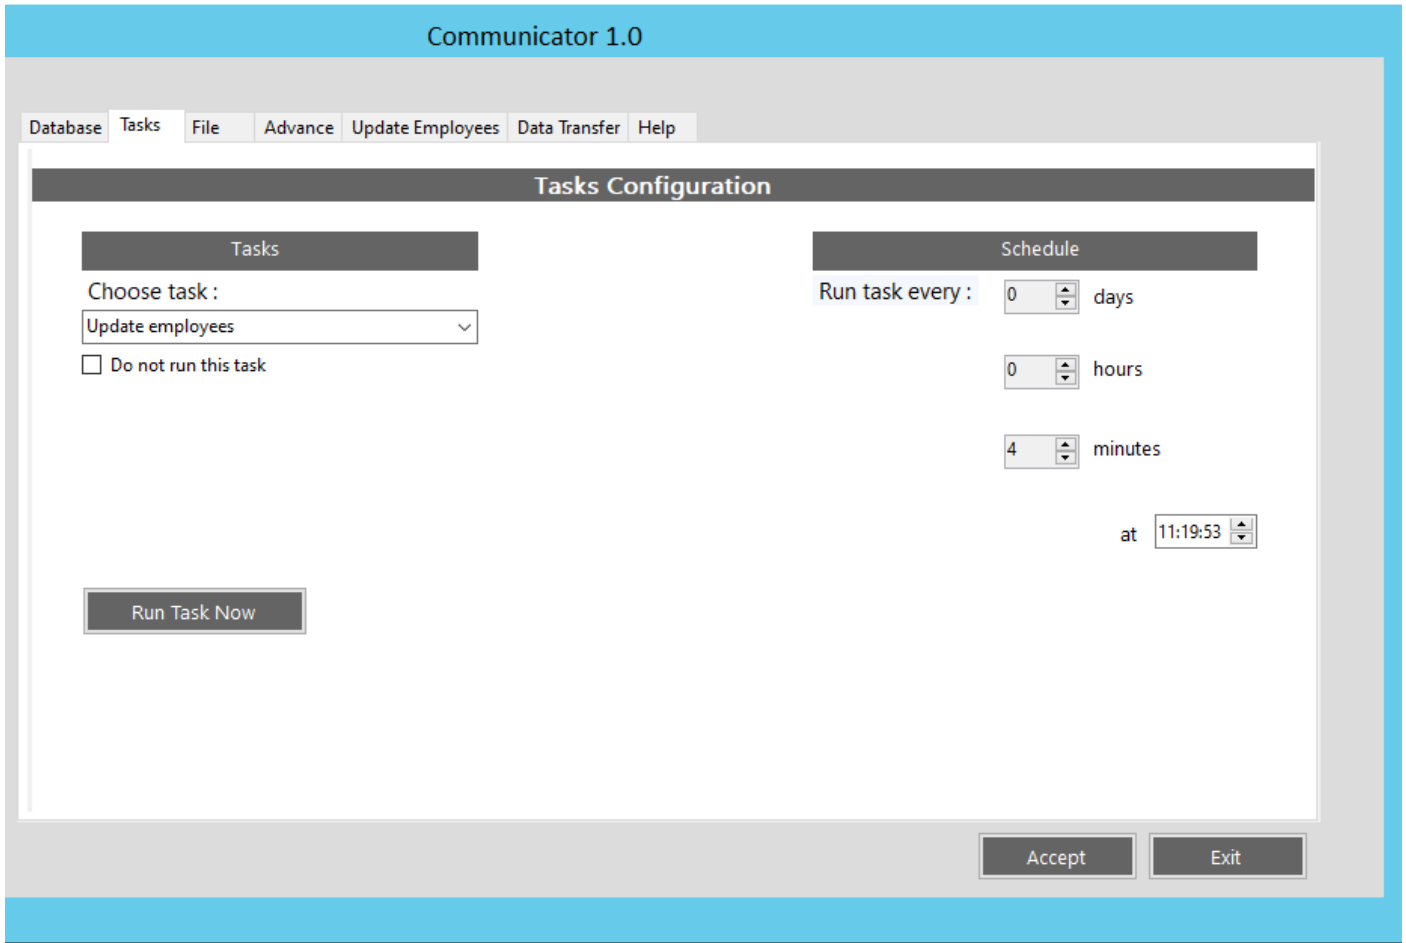 Communicator 1.0
Database Tasks File Advance Update Employees Data Transfer Help
Tasks Configuration
Tasks
Choose task :
Update employees
Do not run this task
Run Task Now
Schedule
Run task every : 0 days
0 hours
4 minutes
at 11:19:53
Accept Exit